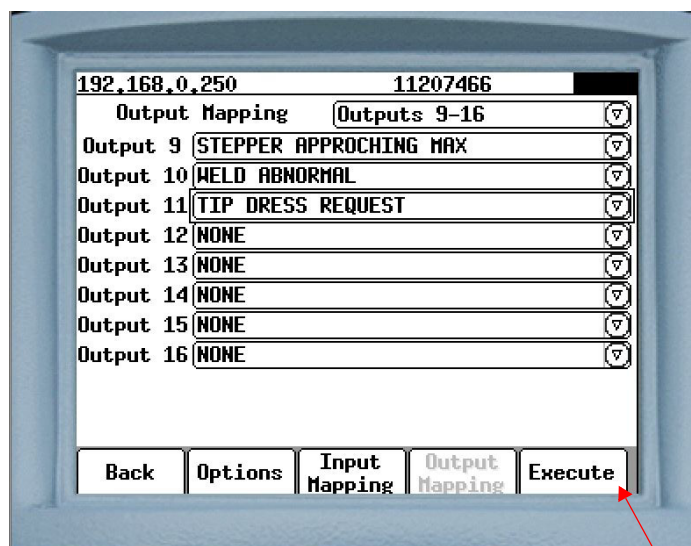 192.168.0.250 11207466
Output Mapping Outputs 9-16
Output 9 STEPPER APPROCHING MAX
Output 10 WELD ABNORMAL
Output 11 TIP DRESS REQUEST
Output 12 NONE
Output 13 NONE
Output 14 NONE
Output 15 NONE
Output 16 NONE
Back Options Input Mapping Output Mapping Execute